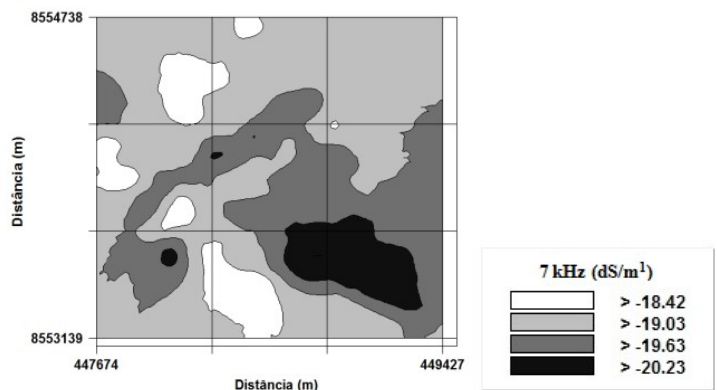 8554738
Distância (m)
8553139
447674
449427
Distância (m)
7 kHz (dS/m¹)
> -18.42
> -19.03
> -19.63
> -20.23